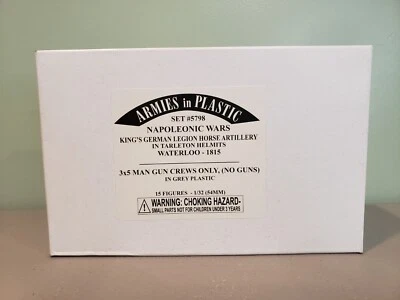 ARMIES in PLASTIC
SET #5798
NAPOLEONIC WARS
KING'S GERMAN LEGION HORSE ARTILLERY
IN TARLETON HELMITS
WATERLOO - 1815
3x5 MAN GUN CREWS ONLY, (NO GUNS)
IN GREY PLASTIC
15 FIGURES - 1/32 (54MM)
WARNING: CHOKING HAZARD-
SMALL PARTS NOT FOR CHILDREN UNDER 3 YEARS